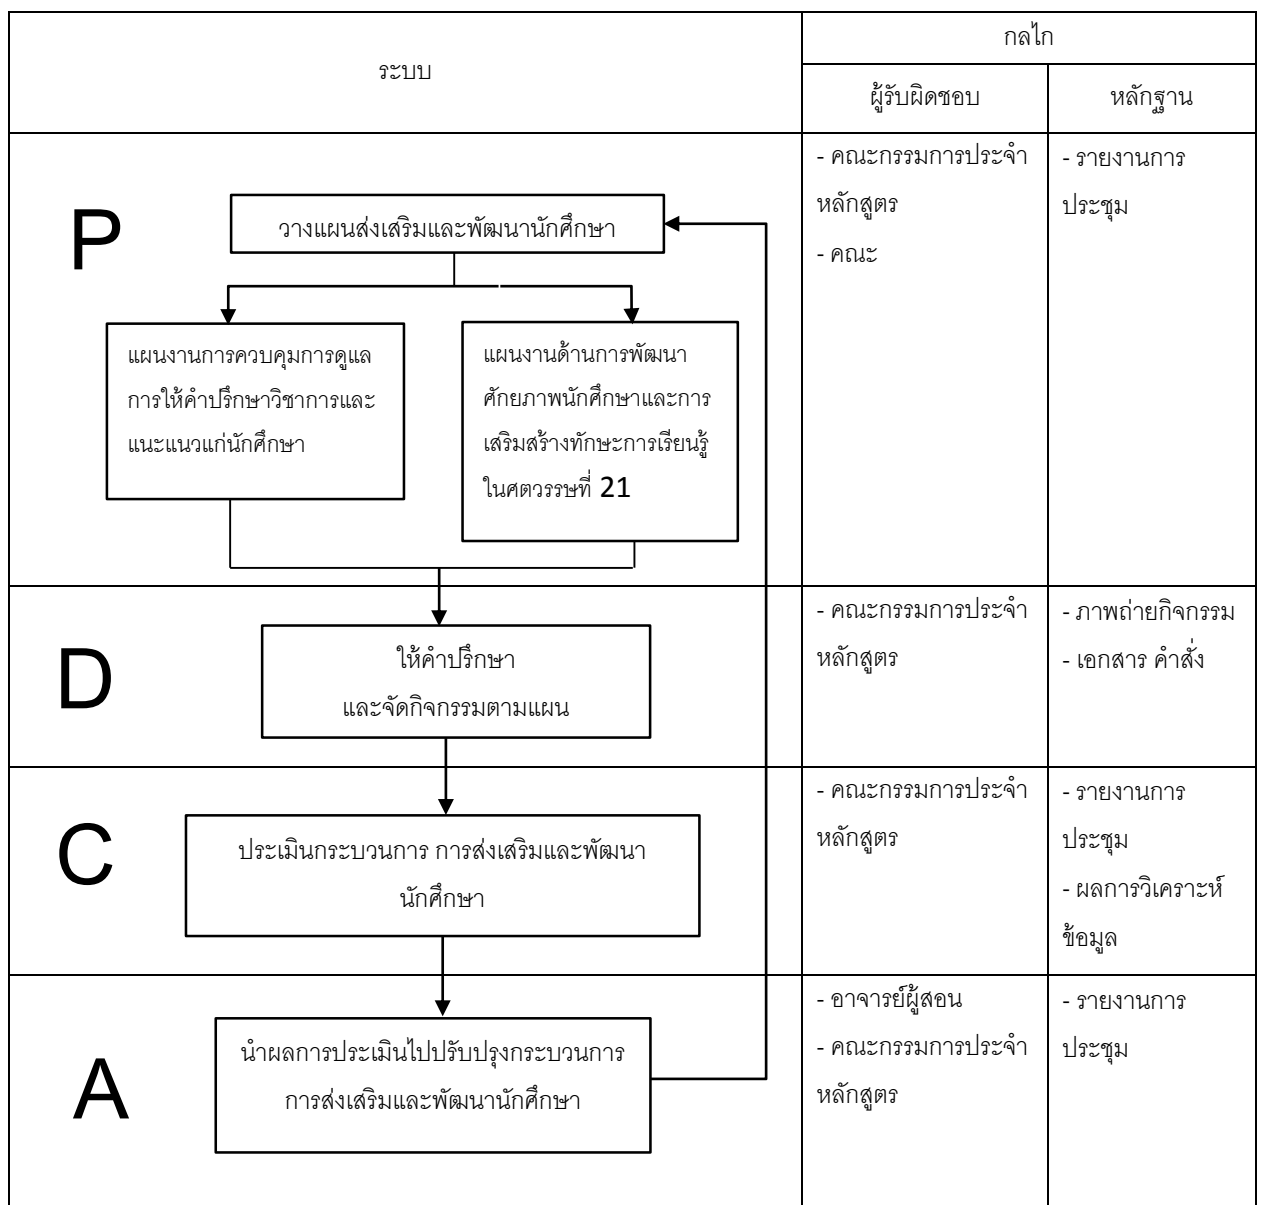 ระบบ
กลไก
ผู้รับผิดชอบ
หลักฐาน
P
วางแผนส่งเสริมและพัฒนานักศึกษา
แผนงานการควบคุมการดูแล
การให้คำปรึกษาวิชาการและ
แนะแนวแก่นักศึกษา
แผนงานด้านการพัฒนา
ศักยภาพนักศึกษาและการ
เสริมสร้างทักษะการเรียนรู้
ในศตวรรษที่ 21
- คณะกรรมการประจำ
หลักสูตร
- คณะ
- รายงานการ
ประชุม
D
ให้คำปรึกษา
และจัดกิจกรรมตามแผน
- คณะกรรมการประจำ
หลักสูตร
- ภาพถ่ายกิจกรรม
- เอกสาร คำสั่ง
C
ประเมินกระบวนการ การส่งเสริมและพัฒนา
นักศึกษา
- คณะกรรมการประจำ
หลักสูตร
- รายงานการ
ประชุม
- ผลการวิเคราะห์
ข้อมูล
A
นำผลการประเมินไปปรับปรุงกระบวนการ
การส่งเสริมและพัฒนานักศึกษา
- อาจารย์ผู้สอน
- คณะกรรมการประจำ
หลักสูตร
- รายงานการ
ประชุม